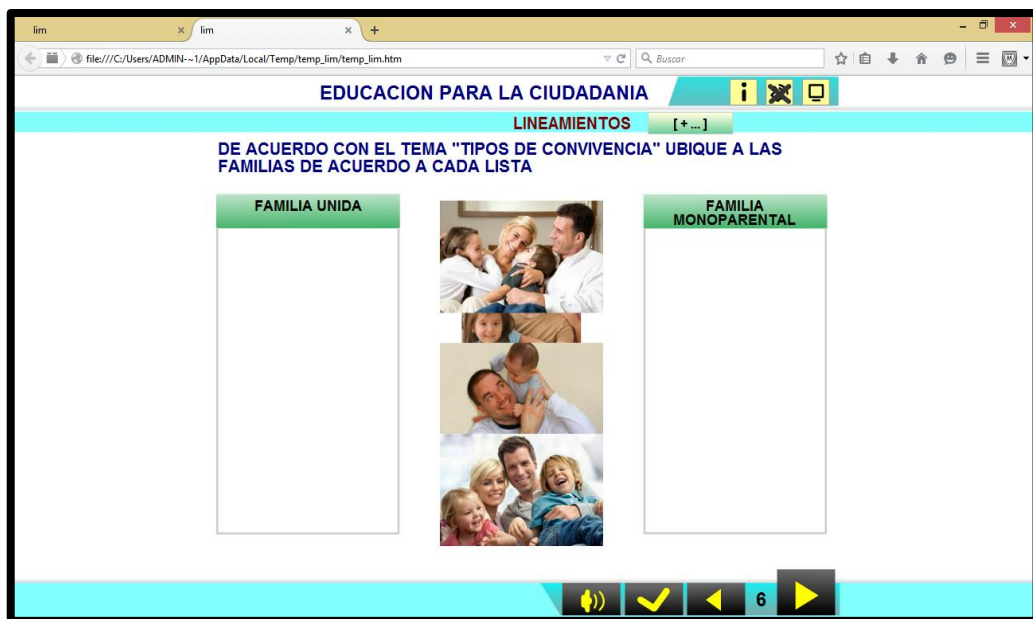 lim
lim
file:///C:/Users/ADMIN-~1/AppData/Local/Temp/temp_lim/temp_lim.htm
Buscar
EDUCACION PARA LA CIUDADANIA
i
LINEAMIENTOS [+...]
DE ACUERDO CON EL TEMA "TIPOS DE CONVIVENCIA" UBIQUE A LAS
FAMILIAS DE ACUERDO A CADA LISTA
FAMILIA UNIDA
FAMILIA
MONOPARENTAL
6